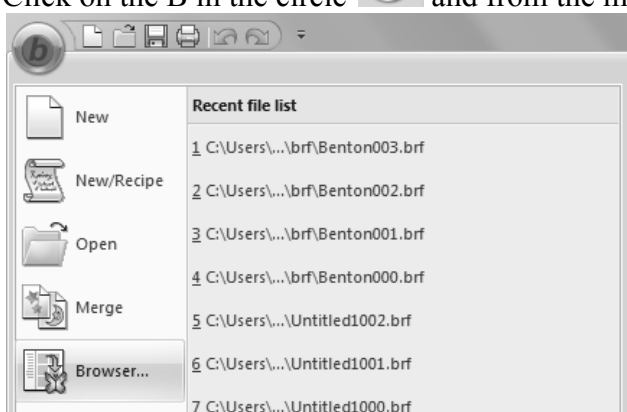 Click on the B in the circle and from the m
b
New
New/Recipe
Open
Merge
Browser...
Recent file list
1 C:\Users\...\brf\Benton003.brf
2 C:\Users\...\brf\Benton002.brf
3 C:\Users\...\brf\Benton001.brf
4 C:\Users\...\brf\Benton000.brf
5 C:\Users\...\Untitled1002.brf
6 C:\Users\...\Untitled1001.brf
7 C:\Users\...\Untitled1000.brf